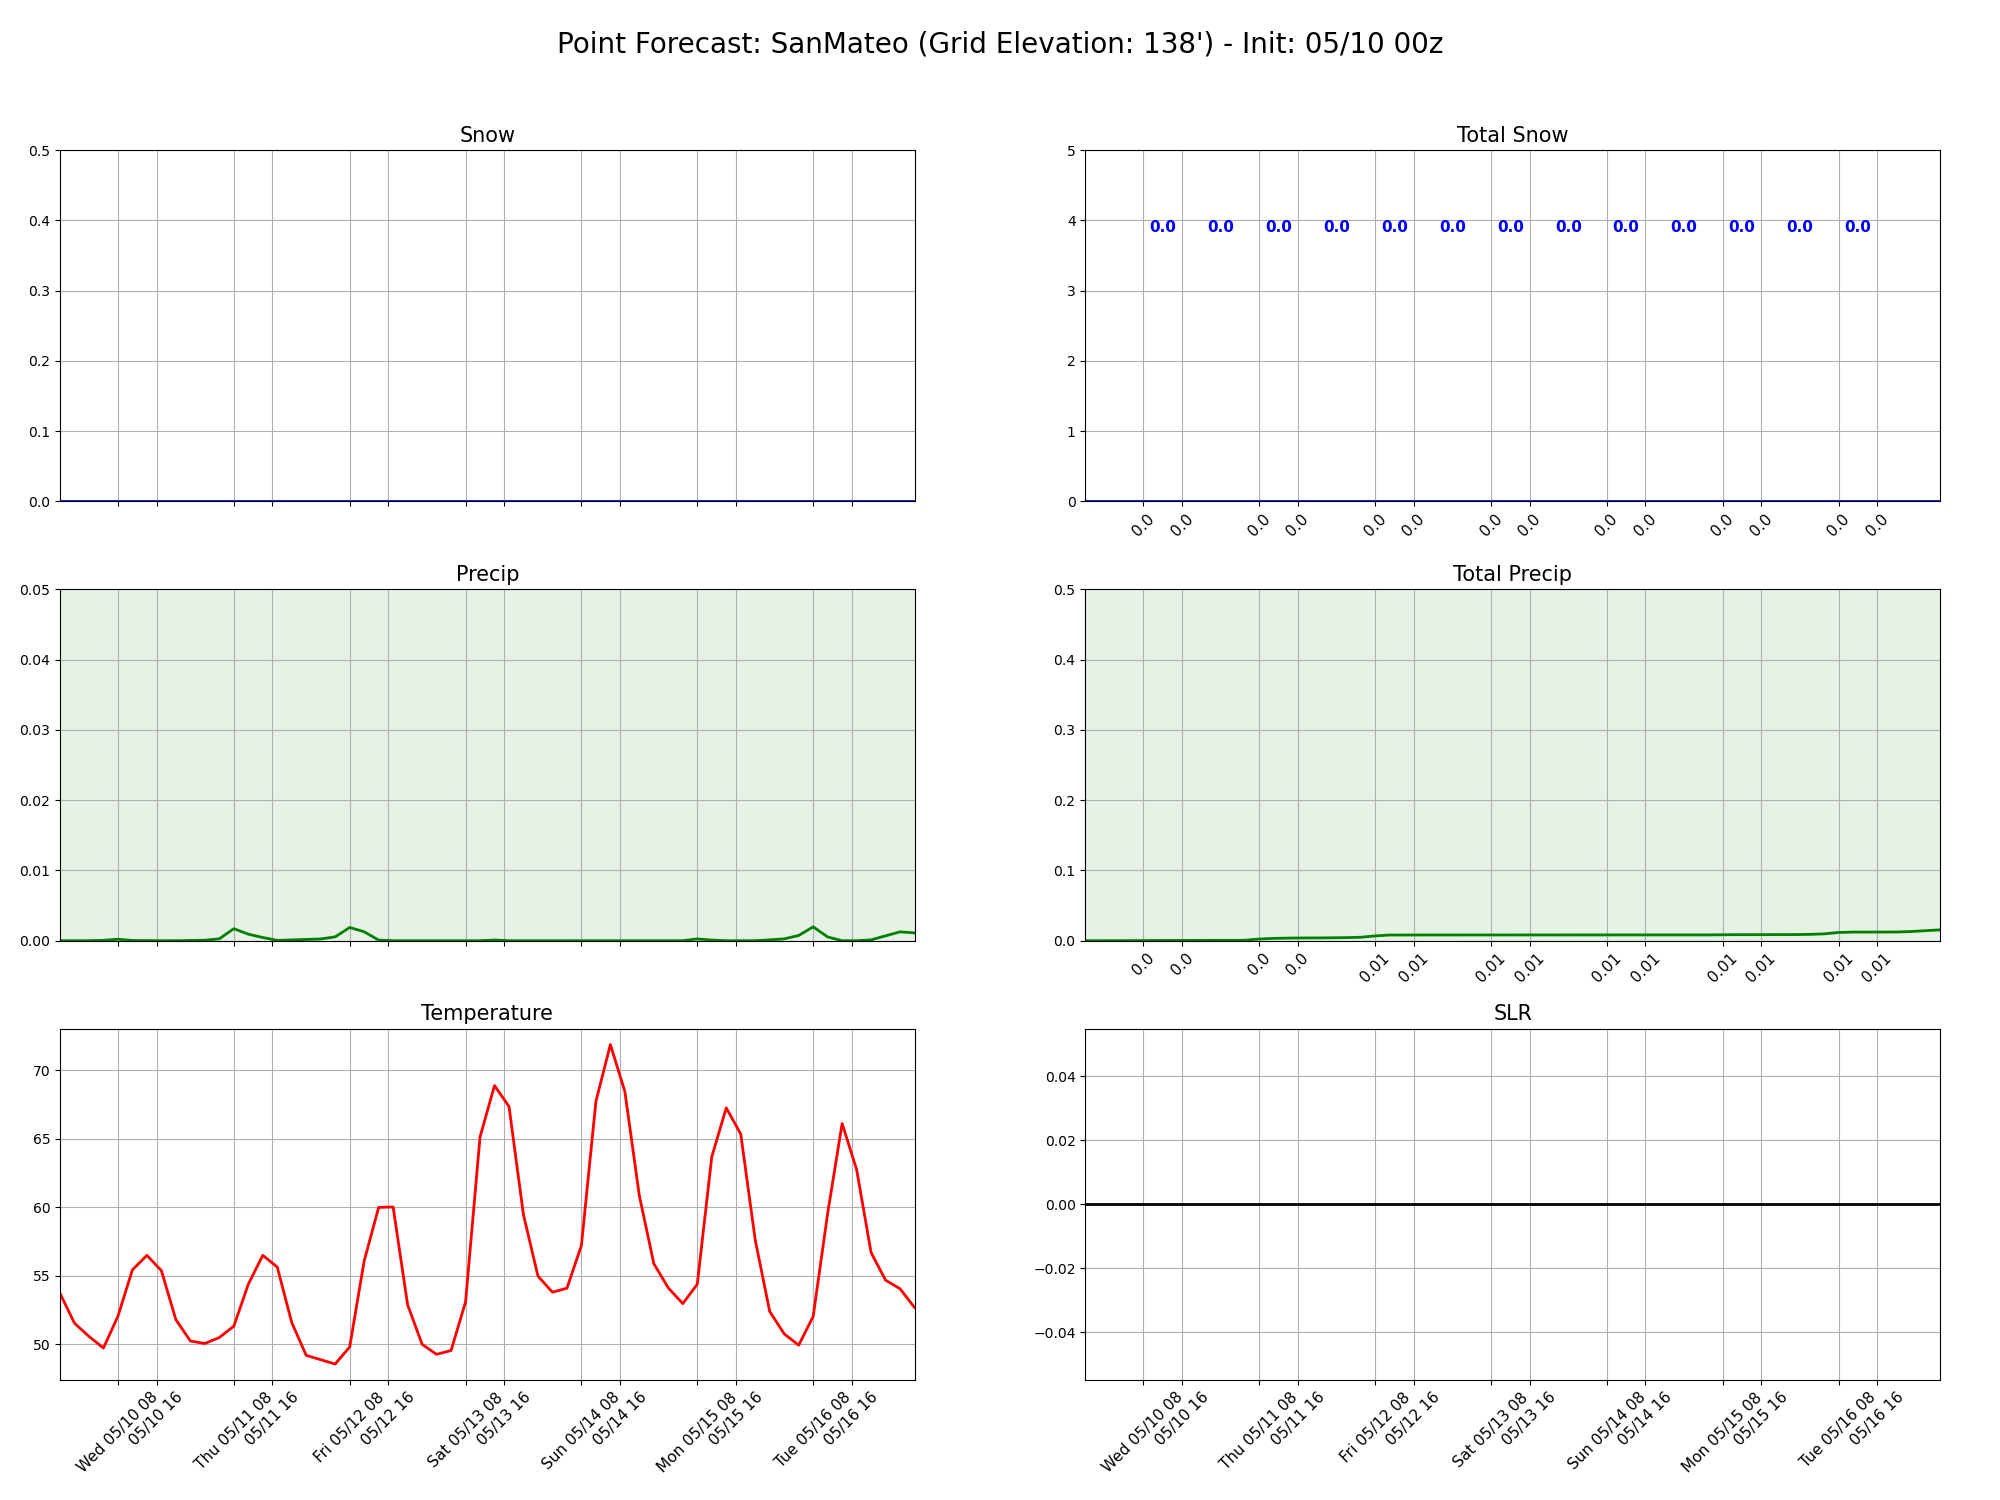 Point Forecast: SanMateo (Grid Elevation: 138') - Init: 05/10 00z
Snow
0.5
0.4
0.3
0.2
0.1
0.0
Total Snow
5
4
3
2
1
0
0.0 0.0 0.0 0.0 0.0 0.0 0.0 0.0 0.0 0.0 0.0 0.0 0.0
0.0 0.0 0.0 0.0 0.0 0.0 0.0 0.0 0.0 0.0 0.0 0.0 0.0 0.0
Precip
0.05
0.04
0.03
0.02
0.01
0.00
Total Precip
0.5
0.4
0.3
0.2
0.1
0.0
0.0 0.0 0.0 0.0 0.01 0.01 0.01 0.01 0.01 0.01 0.01 0.01 0.01 0.01
Temperature
70
65
60
55
50
Wed 05/10 08
05/10 16
Thu 05/11 08
05/11 16
Fri 05/12 08
05/12 16
Sat 05/13 08
05/13 16
Sun 05/14 08
05/14 16
Mon 05/15 08
05/15 16
Tue 05/16 08
05/16 16
SLR
0.04
0.02
0.00
−0.02
−0.04
Wed 05/10 08
05/10 16
Thu 05/11 08
05/11 16
Fri 05/12 08
05/12 16
Sat 05/13 08
05/13 16
Sun 05/14 08
05/14 16
Mon 05/15 08
05/15 16
Tue 05/16 08
05/16 16